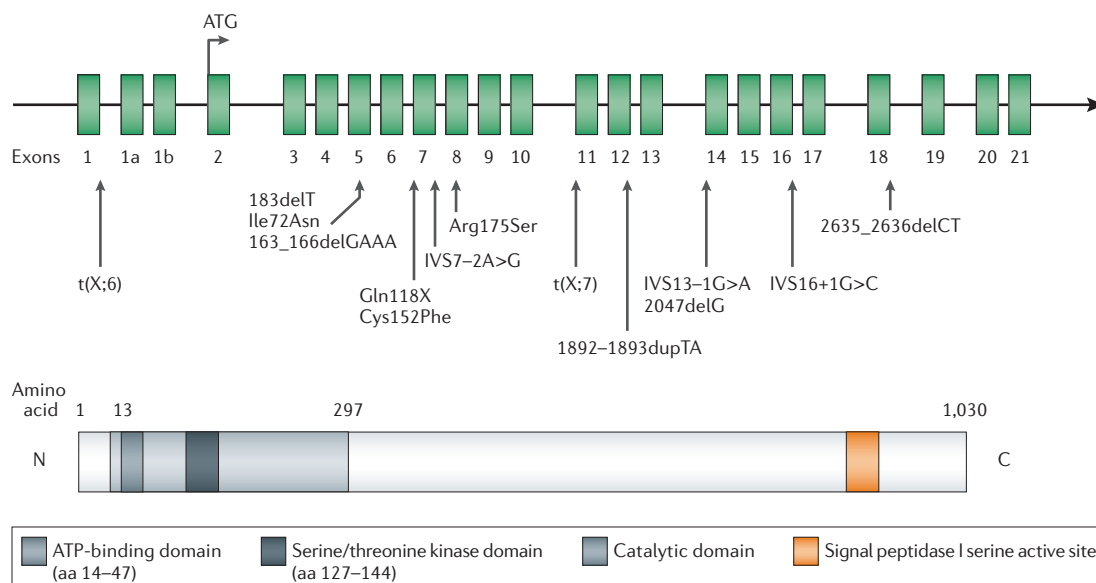 ATG
Exons 1 1a 1b 2 3 4 5 6 7 8 9 10 11 12 13 14 15 16 17 18 19 20 21
183delT
Ile72Asn
163_166delGAAA
Arg175Ser
2635_2636delCT
IVS7–2A>G
t(X;6)
Gln118X
Cys152Phe
t(X;7)
IVS13–1G>A
2047delG
IVS16+1G>C
1892–1893dupTA
Amino
acid 1 13 297 1,030
N C
ATP-binding domain
(aa 14–47)
Serine/threonine kinase domain
(aa 127–144)
Catalytic domain
Signal peptidase I serine active site